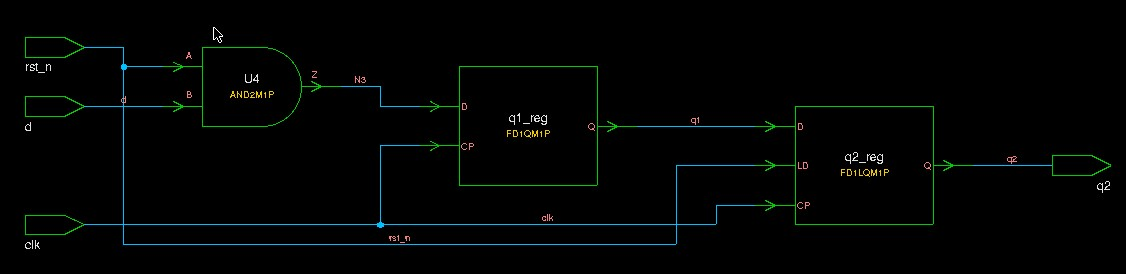 rst_n
A
U4
AND2M1P
Z
N3
d
B
d
D
q1_reg
FD1QM1P
Q
CP
q1
D
q2_reg
FD1LQM1P
LD
Q
q2
q2
CP
clk
clk
rst_n